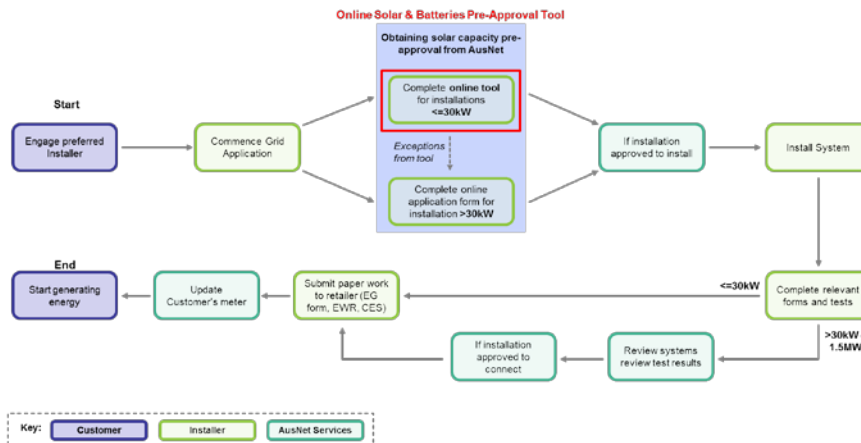 Online Solar & Batteries Pre-Approval Tool
Obtaining solar capacity pre-
approval from AusNet
Start
Engage preferred
Installer
Commence Grid
Application
Complete online tool
for installations
<=30kW
Exceptions
from tool
Complete online
application form for
installation >30kW
If installation
approved to install
Install System
End
Start generating
energy
Update
Customer's meter
Submit paper work
to retailer (EG
form, EWR, CES)
<=30kW
Complete relevant
forms and tests
>30kW -
1.5MW
If installation
approved to
connect
Review systems
review test results
Key:
Customer
Installer
AusNet Services